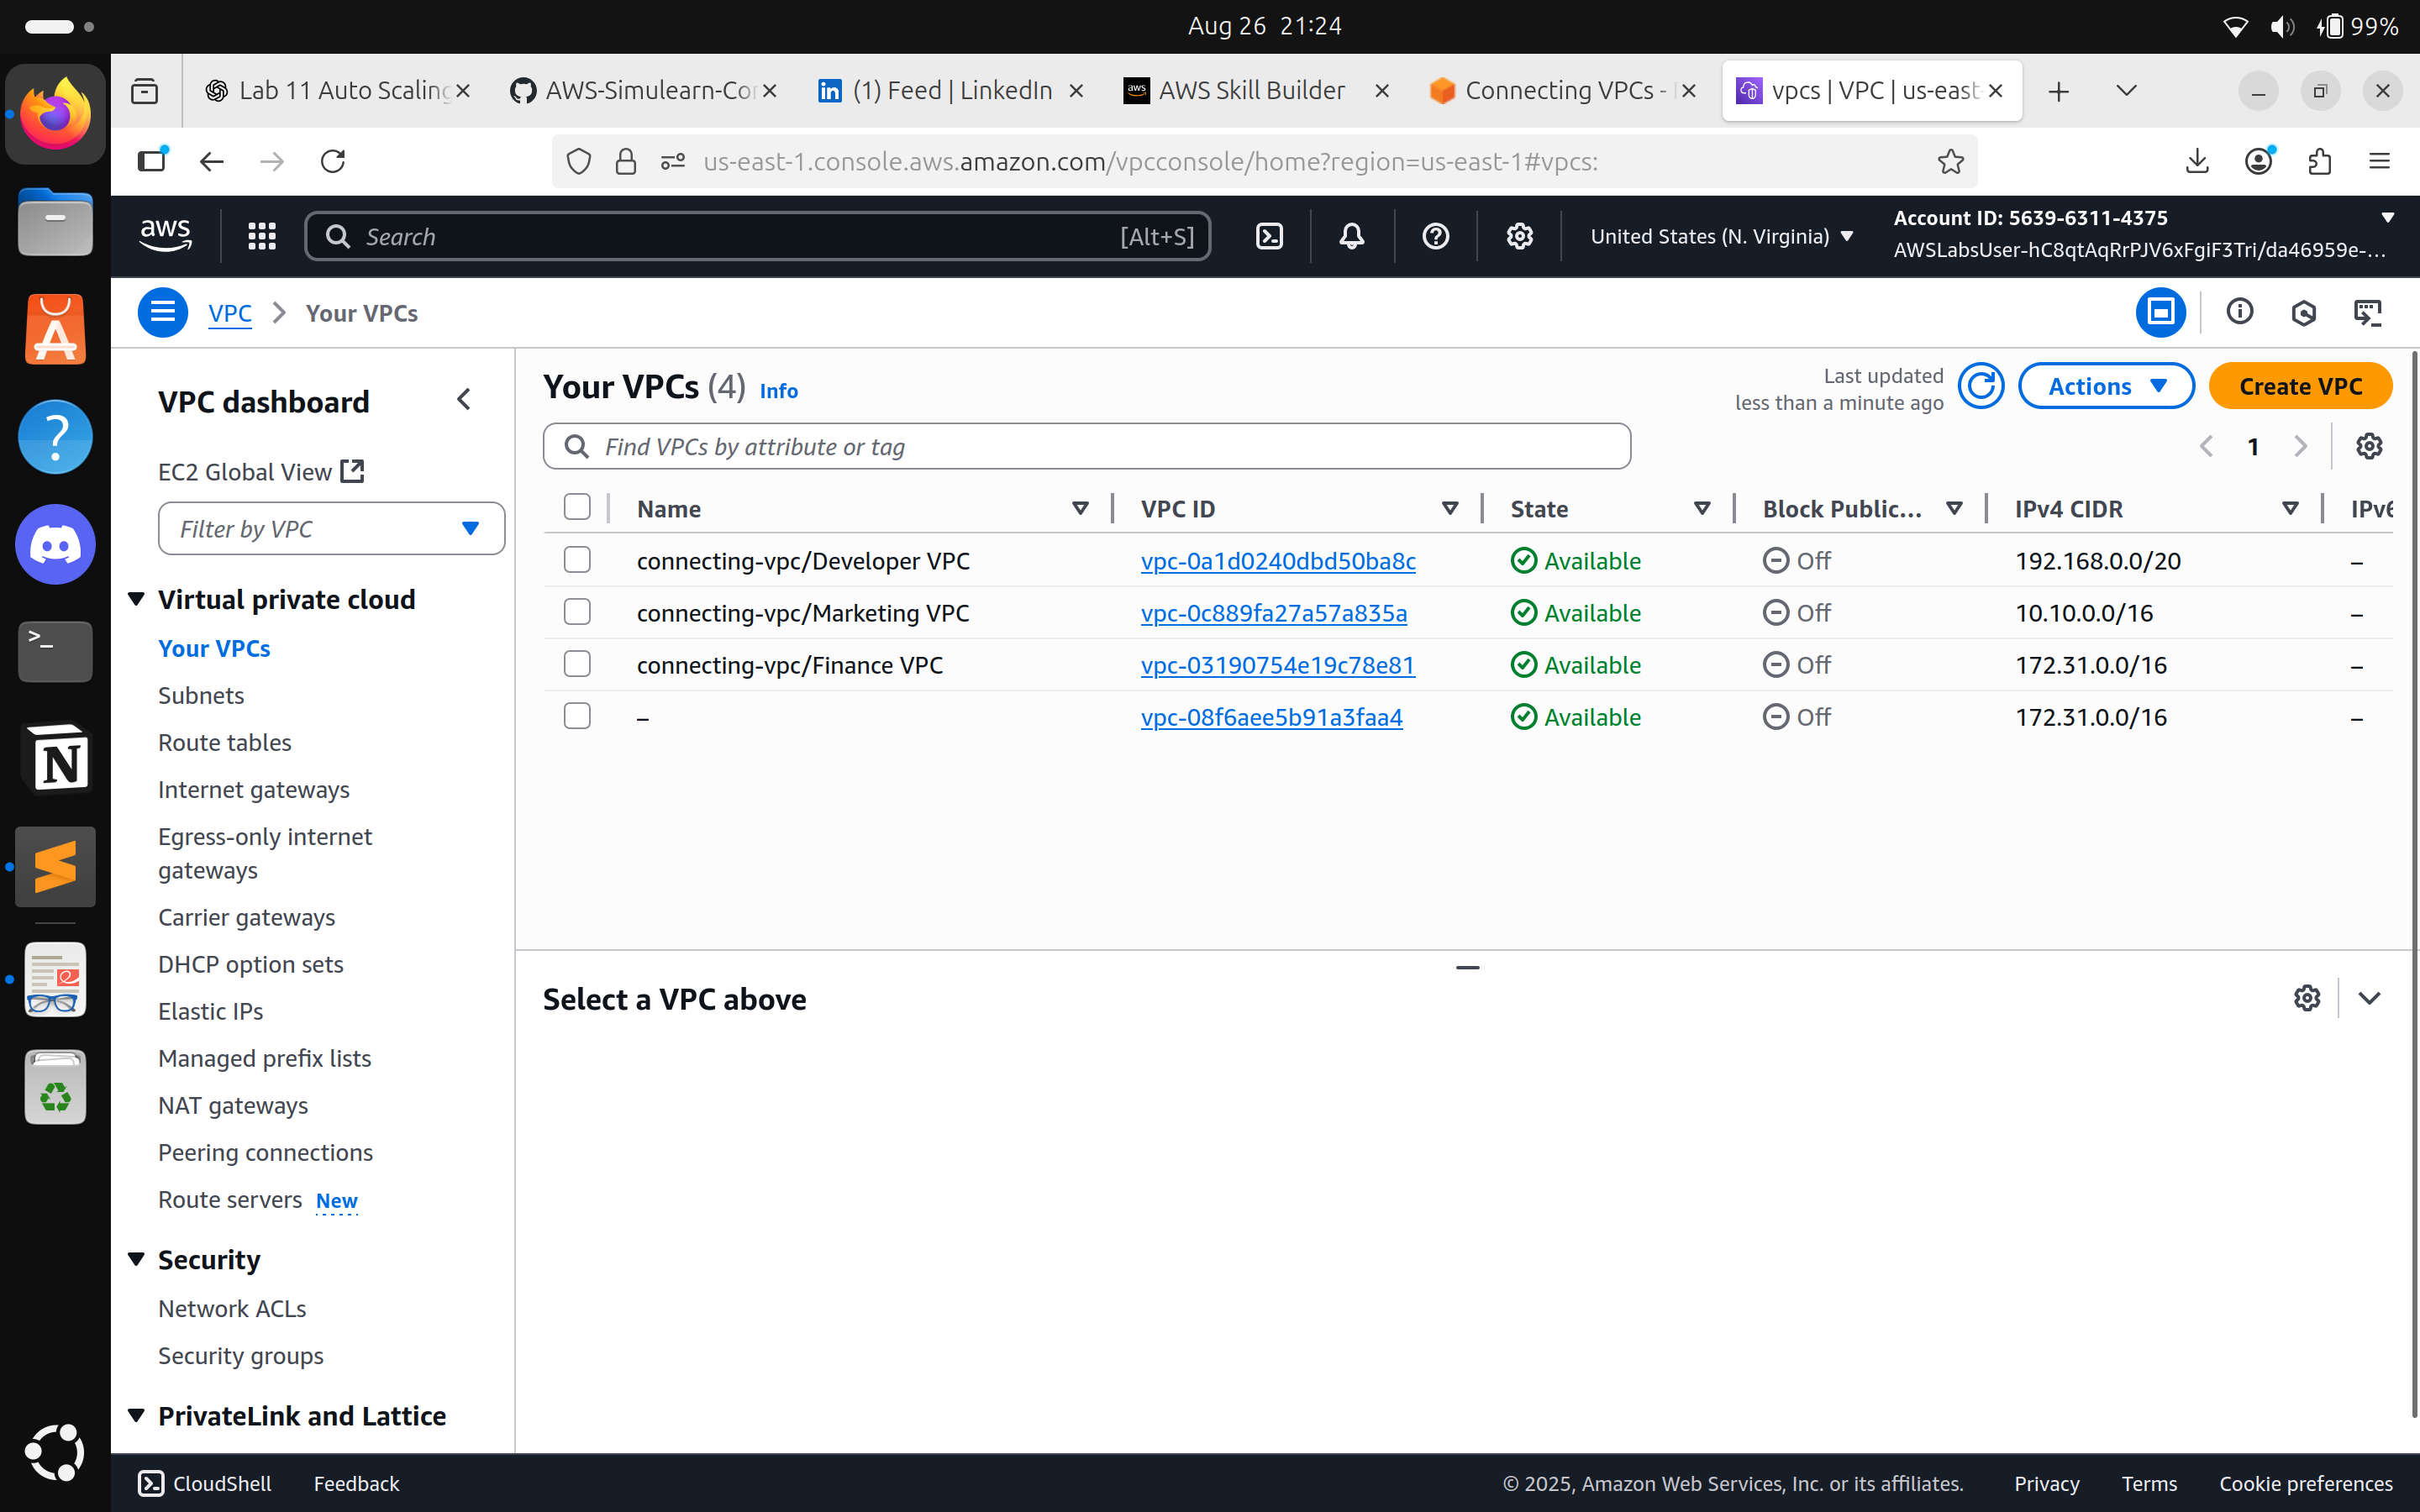 Aug 26 21:24
99%
Lab 11 Auto Scaling
AWS-Simulearn-Co
(1) Feed | LinkedIn
aws AWS Skill Builder
Connecting VPCs -
vpcs | VPC | us-east-
us-east-1.console.aws.amazon.com/vpcconsole/home?region=us-east-1#vpcs:
aws
Search [Alt+S]
United States (N. Virginia)
Account ID: 5639-6311-4375
AWSLabsUser-hC8qtAqRrPJV6xFgiF3Tri/da46959e-...
VPC > Your VPCs
VPC dashboard
EC2 Global View
Filter by VPC
Virtual private cloud
Your VPCs
Subnets
Route tables
Internet gateways
Egress-only internet
gateways
Carrier gateways
DHCP option sets
Elastic IPs
Managed prefix lists
NAT gateways
Peering connections
Route servers New
Security
Network ACLs
Security groups
PrivateLink and Lattice
Your VPCs (4) Info
Last updated
less than a minute ago
Actions
Create VPC
Find VPCs by attribute or tag
1
Name VPC ID State Block Public... IPv4 CIDR IPv6
connecting-vpc/Developer VPC vpc-0a1d0240dbd50ba8c Available Off 192.168.0.0/20 –
connecting-vpc/Marketing VPC vpc-0c889fa27a57a835a Available Off 10.10.0.0/16 –
connecting-vpc/Finance VPC vpc-03190754e19c78e81 Available Off 172.31.0.0/16 –
– vpc-08f6aee5b91a3faa4 Available Off 172.31.0.0/16 –
Select a VPC above
CloudShell Feedback
© 2025, Amazon Web Services, Inc. or its affiliates. Privacy Terms Cookie preferences